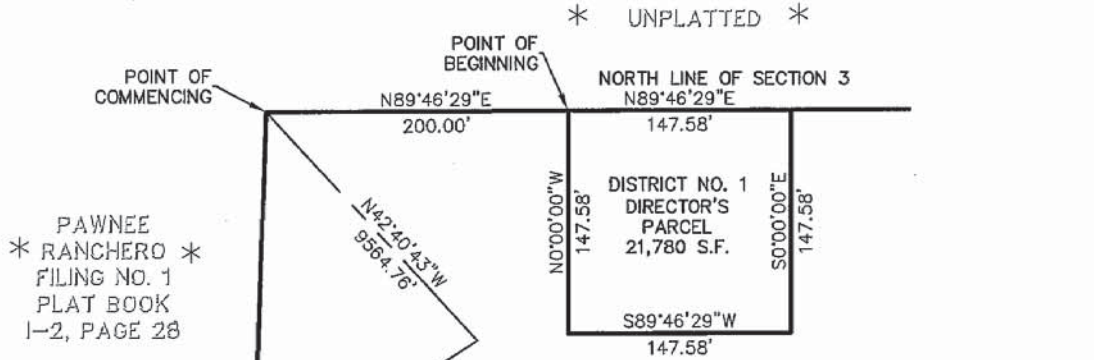 * UNPLATTED *
POINT OF
BEGINNING
POINT OF
COMMENCING
NORTH LINE OF SECTION 3
N89°46'29"E
200.00'
N89°46'29"E
147.58'
N42°40'43"W
9564.76'
N0°00'00"W
147.58'
DISTRICT NO. 1
DIRECTOR'S
PARCEL
21,780 S.F.
S0°00'00"E
147.58'
PAWNEE
* RANCHERO *
FILING NO. 1
PLAT BOOK
I-2, PAGE 28
S89°46'29"W
147.58'